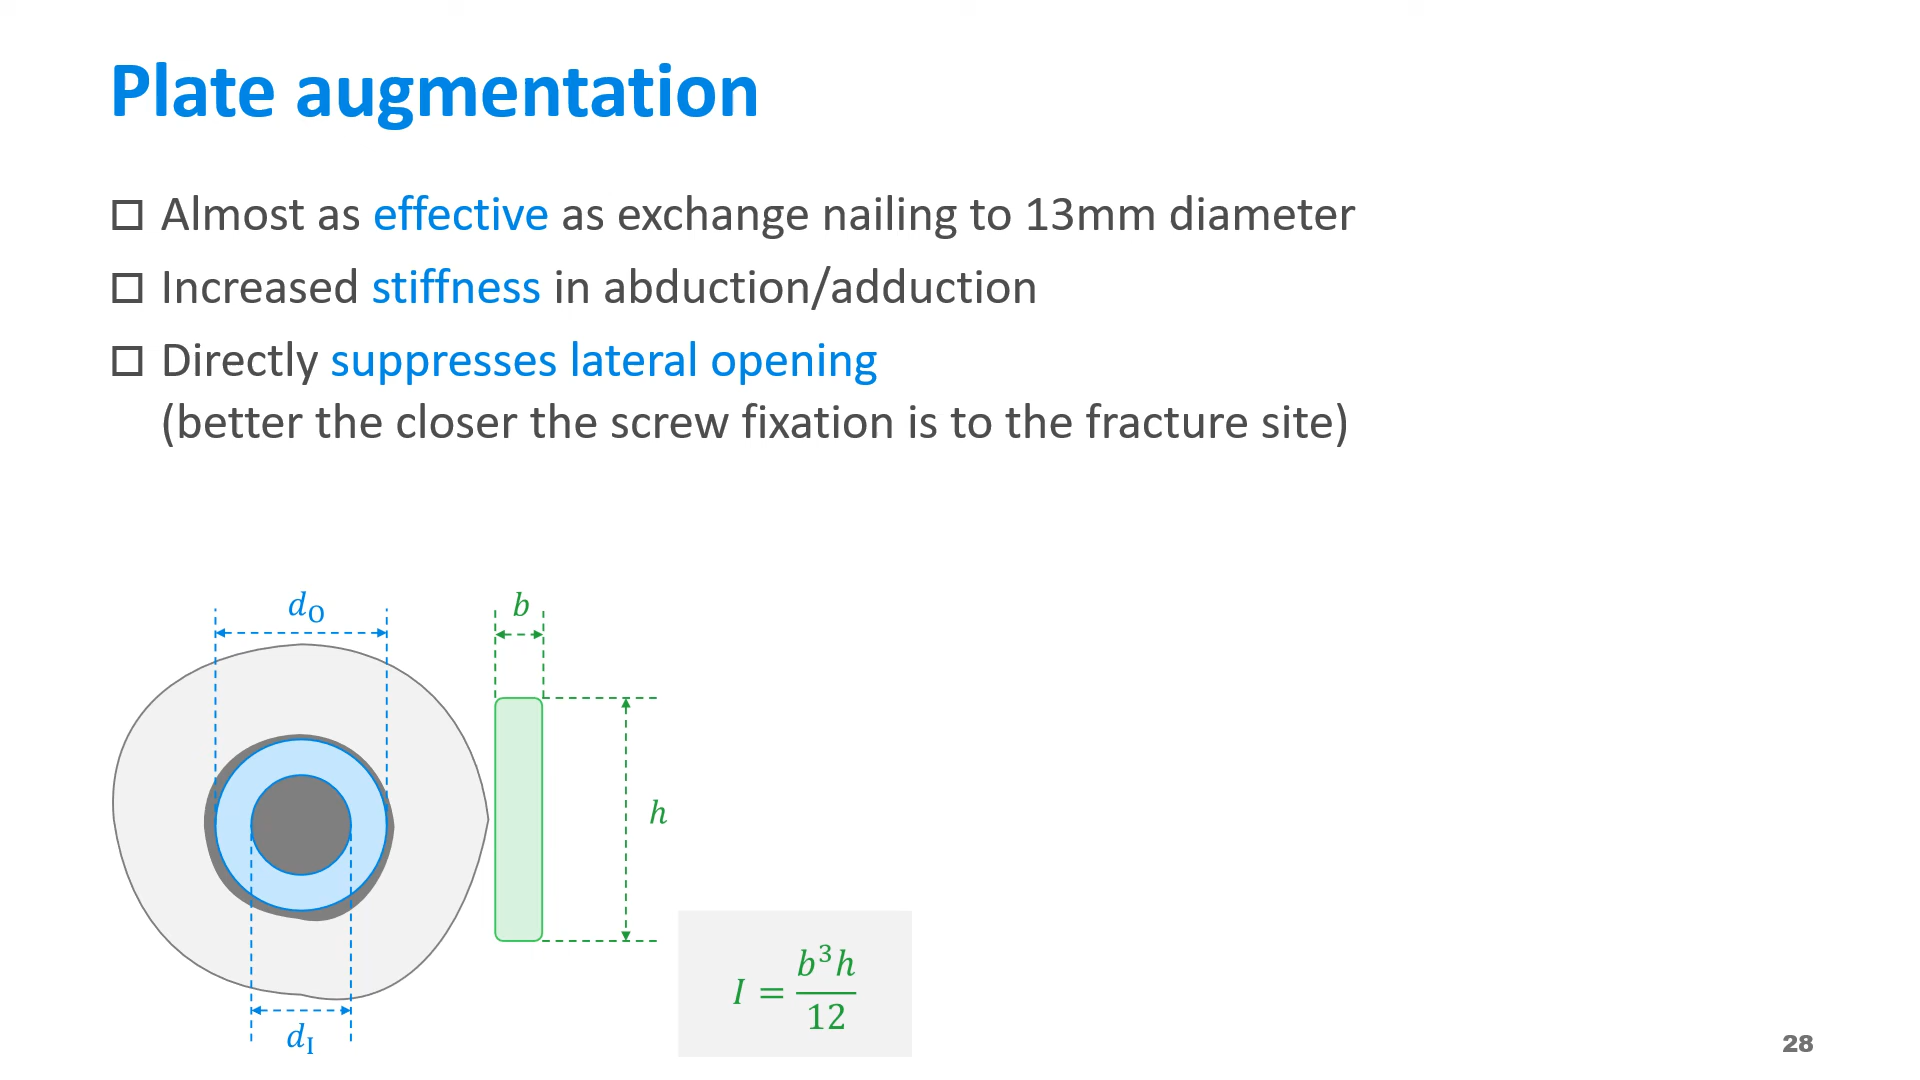 Plate augmentation
Almost as effective as exchange nailing to 13mm diameter
Increased stiffness in abduction/adduction
Directly suppresses lateral opening
(better the closer the screw fixation is to the fracture site)
d_O
b
h
d_I
I = b³h / 12
28